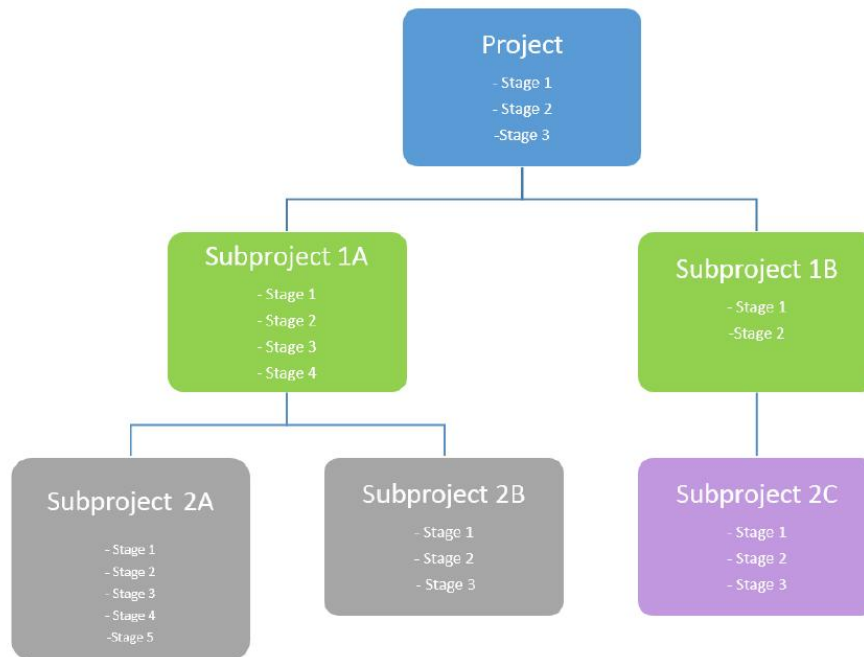 Project
- Stage 1
- Stage 2
-Stage 3
Subproject 1A
- Stage 1
- Stage 2
- Stage 3
- Stage 4
Subproject 1B
- Stage 1
-Stage 2
Subproject 2A
- Stage 1
- Stage 2
- Stage 3
- Stage 4
-Stage 5
Subproject 2B
- Stage 1
- Stage 2
- Stage 3
Subproject 2C
- Stage 1
- Stage 2
- Stage 3